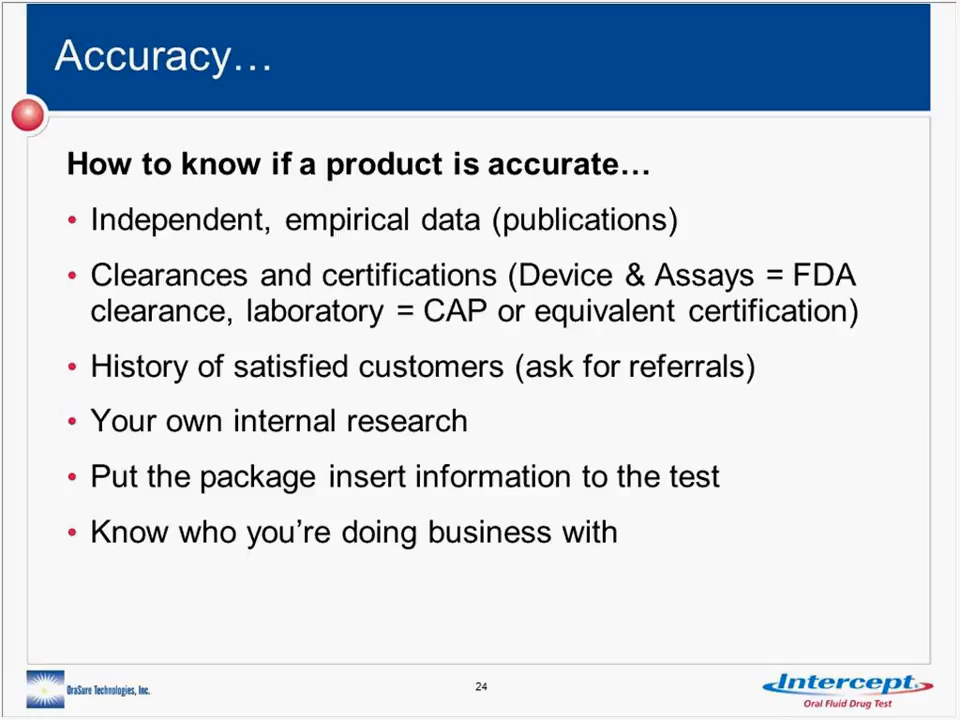 Accuracy…
How to know if a product is accurate…
• Independent, empirical data (publications)
• Clearances and certifications (Device & Assays = FDA
clearance, laboratory = CAP or equivalent certification)
• History of satisfied customers (ask for referrals)
• Your own internal research
• Put the package insert information to the test
• Know who you’re doing business with
OraSure Technologies, Inc.
24
Intercept
Oral Fluid Drug Test